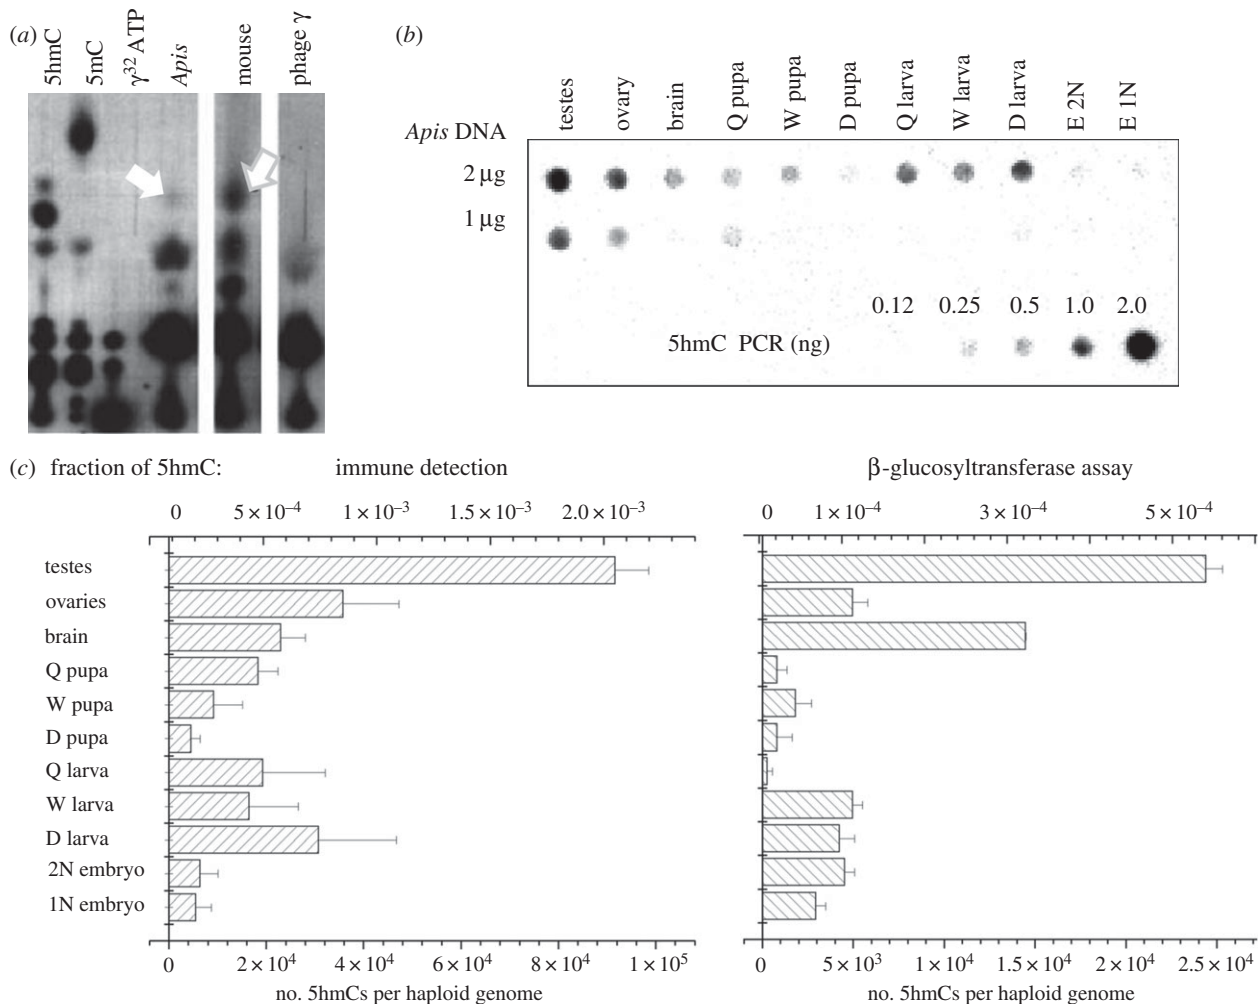 (a)
5hmC
5mC
γ³² ATP
Apis
mouse
phage γ
(b)
testes
ovary
brain
Q pupa
W pupa
D pupa
Q larva
W larva
D larva
E 2N
E 1N
Apis DNA
2 μg
1 μg
0.12 0.25 0.5 1.0 2.0
5hmC PCR (ng)
(c) fraction of 5hmC: immune detection
0 5 × 10⁻⁴ 1 × 10⁻³ 1.5 × 10⁻³ 2.0 × 10⁻³
testes
ovaries
brain
Q pupa
W pupa
D pupa
Q larva
W larva
D larva
2N embryo
1N embryo
0 2 × 10⁴ 4 × 10⁴ 6 × 10⁴ 8 × 10⁴ 1 × 10⁵
no. 5hmCs per haploid genome
β-glucosyltransferase assay
0 1 × 10⁻⁴ 3 × 10⁻⁴ 5 × 10⁻⁴
0 5 × 10³ 1 × 10⁴ 1.5 × 10⁴ 2 × 10⁴ 2.5 × 10⁴
no. 5hmCs per haploid genome